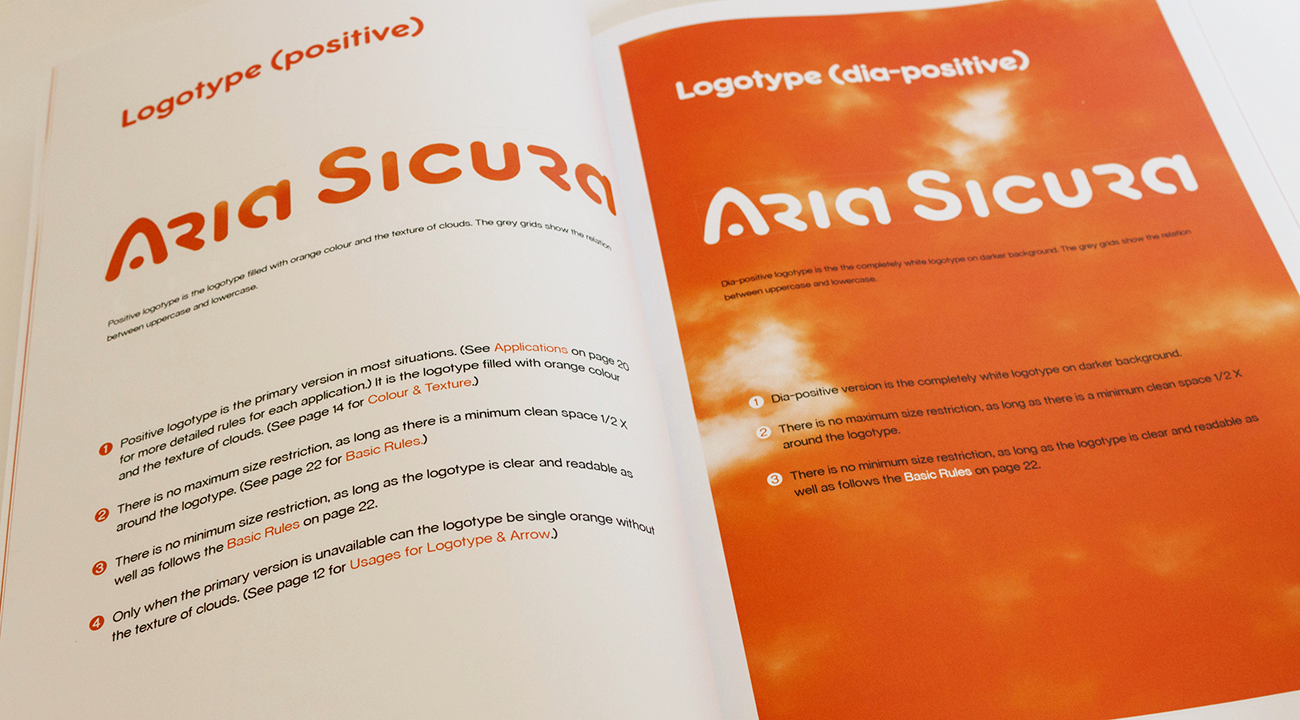 Logotype (positive)
Aria Sicura
Positive logotype is the logotype filled with orange colour and the texture of clouds. The grey grids show the relation
between uppercase and lowercase.
1 Positive logotype is the primary version in most situations. (See Applications on page 20
for more detailed rules for each application.) It is the logotype filled with orange colour
and the texture of clouds. (See page 14 for Colour & Texture.)
2 There is no maximum size restriction, as long as there is a minimum clean space 1/2 X
around the logotype. (See page 22 for Basic Rules.)
3 There is no minimum size restriction, as long as the logotype is clear and readable as
well as follows the Basic Rules on page 22.
4 Only when the primary version is unavailable can the logotype be single orange without
the texture of clouds. (See page 12 for Usages for Logotype & Arrow.)
Logotype (dia-positive)
Aria Sicura
Dia-positive logotype is the the completely white logotype on darker background. The grey grids show the relation
between uppercase and lowercase.
1 Dia-positive version is the completely white logotype on darker background.
2 There is no maximum size restriction, as long as there is a minimum clean space 1/2 X
around the logotype.
3 There is no minimum size restriction, as long as the logotype is clear and readable as
well as follows the Basic Rules on page 22.